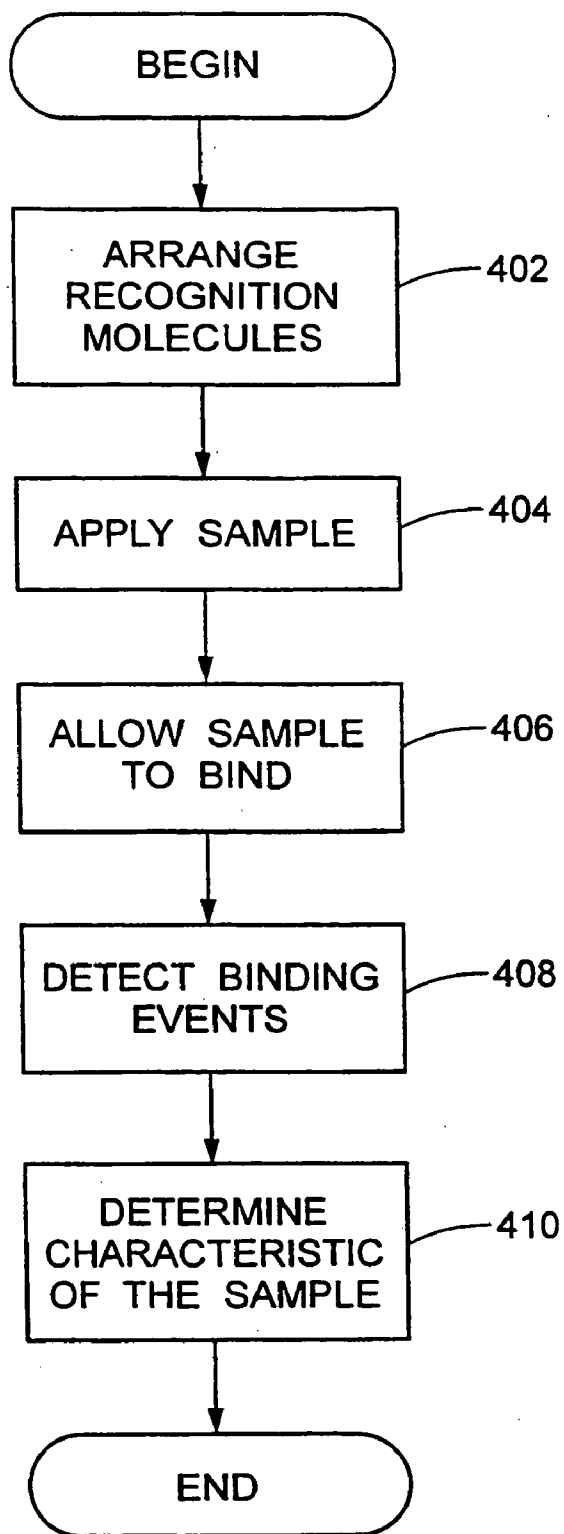 BEGIN
ARRANGE
RECOGNITION
MOLECULES
402
APPLY SAMPLE
404
ALLOW SAMPLE
TO BIND
406
DETECT BINDING
EVENTS
408
DETERMINE
CHARACTERISTIC
OF THE SAMPLE
410
END